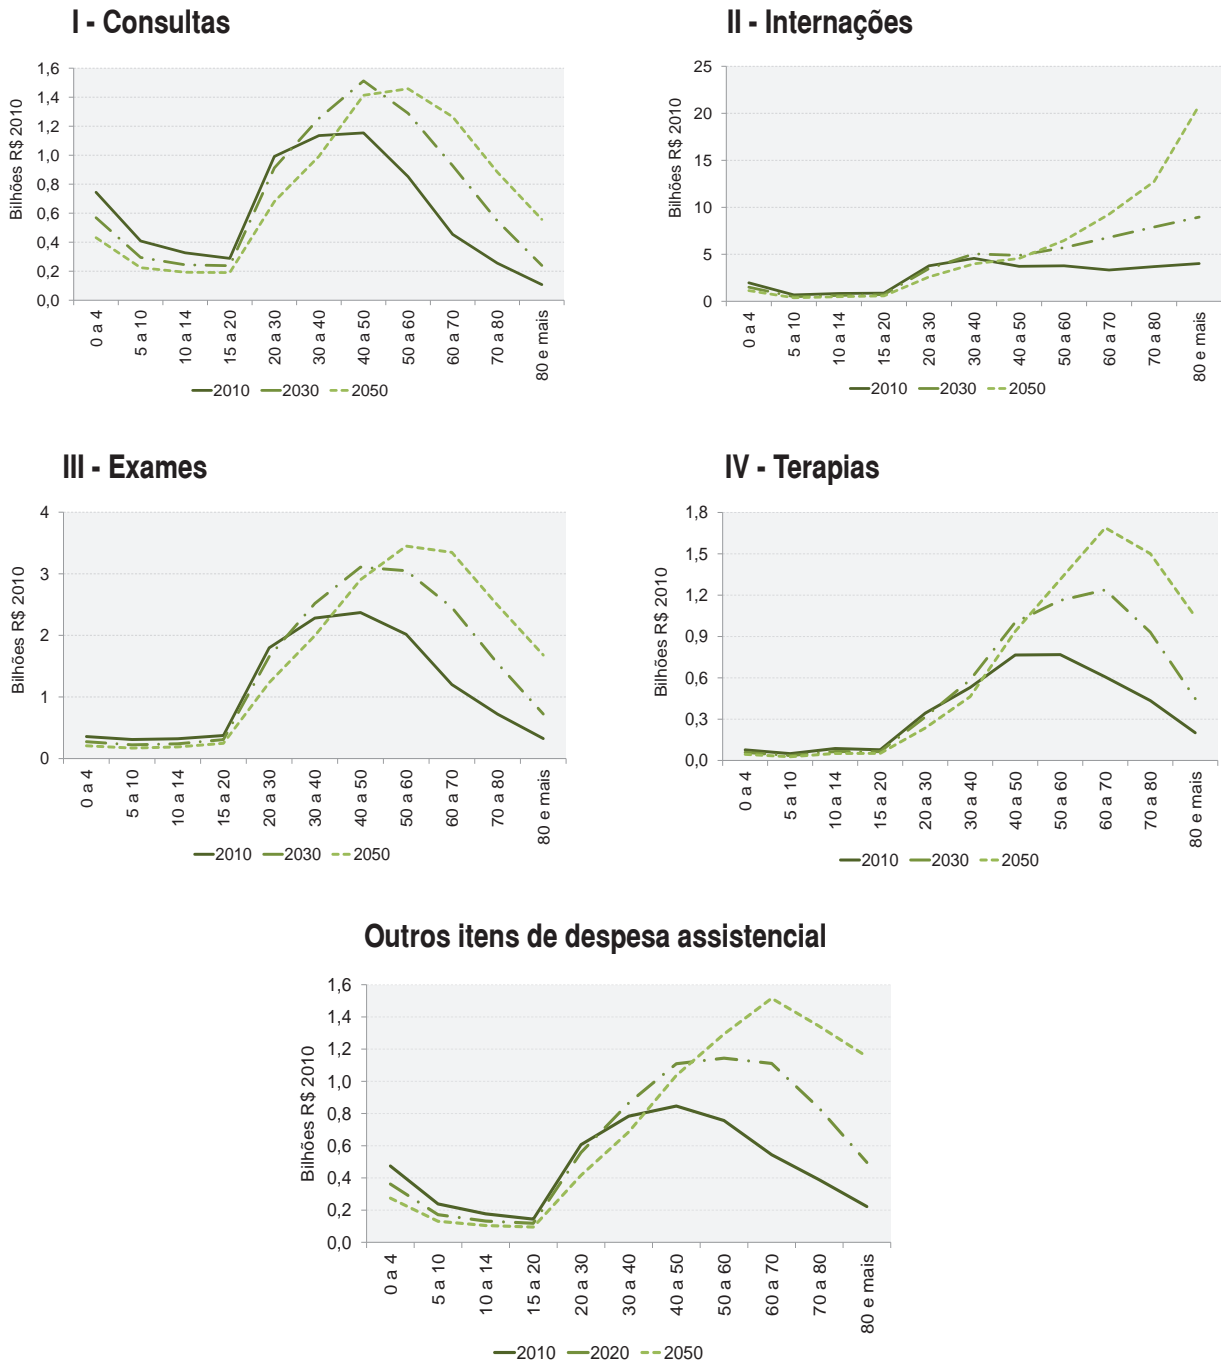 I - Consultas
Bilhões R$ 2010
1,6
1,4
1,2
1,0
0,8
0,6
0,4
0,2
0,0
0 a 4
5 a 10
10 a 14
15 a 20
20 a 30
30 a 40
40 a 50
50 a 60
60 a 70
70 a 80
80 e mais
2010 2030 2050
II - Internações
Bilhões R$ 2010
25
20
15
10
5
0
0 a 4
5 a 10
10 a 14
15 a 20
20 a 30
30 a 40
40 a 50
50 a 60
60 a 70
70 a 80
80 e mais
2010 2030 2050
III - Exames
Bilhões R$ 2010
4
3
2
1
0
0 a 4
5 a 10
10 a 14
15 a 20
20 a 30
30 a 40
40 a 50
50 a 60
60 a 70
70 a 80
80 e mais
2010 2030 2050
IV - Terapias
Bilhões R$ 2010
1,8
1,5
1,2
0,9
0,6
0,3
0,0
0 a 4
5 a 10
10 a 14
15 a 20
20 a 30
30 a 40
40 a 50
50 a 60
60 a 70
70 a 80
80 e mais
2010 2030 2050
Outros itens de despesa assistencial
Bilhões R$ 2010
1,6
1,4
1,2
1,0
0,8
0,6
0,4
0,2
0,0
0 a 4
5 a 10
10 a 14
15 a 20
20 a 30
30 a 40
40 a 50
50 a 60
60 a 70
70 a 80
80 e mais
2010 2020 2050